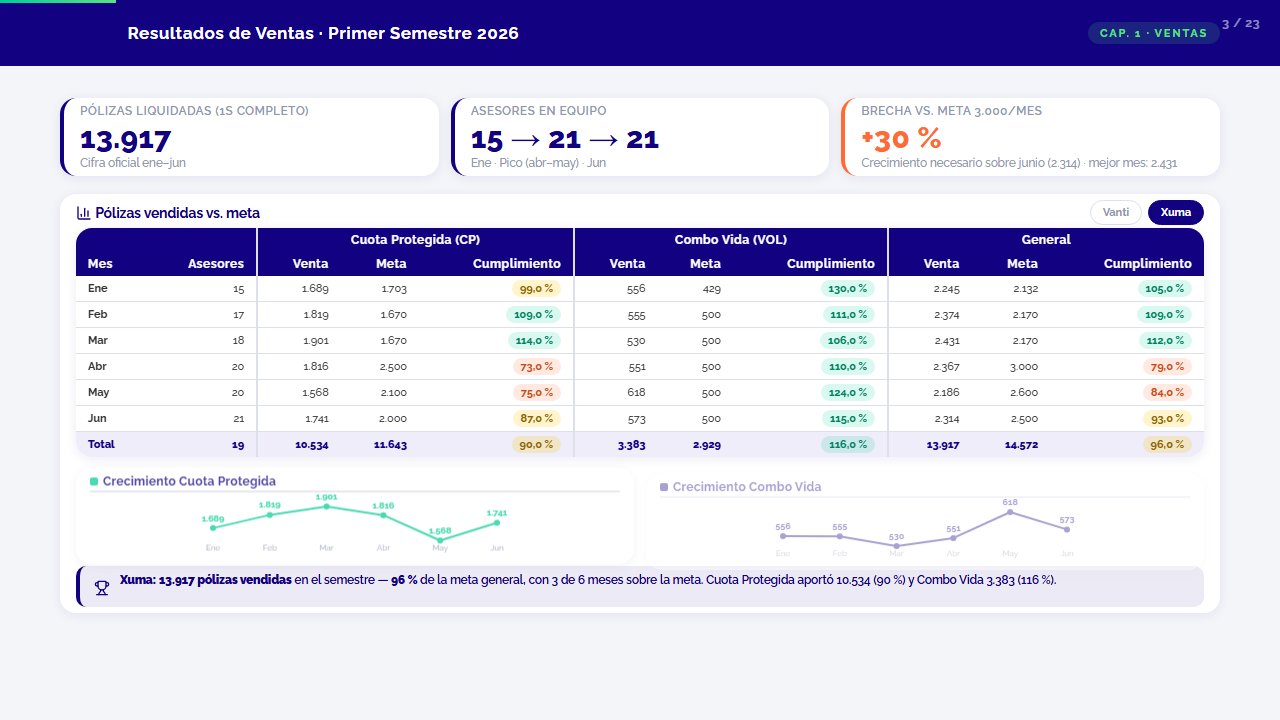 Resultados de Ventas · Primer Semestre 2026
CAP. 1 · VENTAS
3 / 23
PÓLIZAS LIQUIDADAS (1S COMPLETO)
13.917
Cifra oficial ene–jun
ASESORES EN EQUIPO
15 → 21 → 21
Ene · Pico (abr–may) · Jun
BRECHA VS. META 3.000/MES
+30 %
Crecimiento necesario sobre junio (2.314) · mejor mes: 2.431
Pólizas vendidas vs. meta
Vanti Xuma
Cuota Protegida (CP) Combo Vida (VOL) General
Mes Asesores Venta Meta Cumplimiento Venta Meta Cumplimiento Venta Meta Cumplimiento
Ene 15 1.689 1.703 99,0 % 556 429 130,0 % 2.245 2.132 105,0 %
Feb 17 1.819 1.670 109,0 % 555 500 111,0 % 2.374 2.170 109,0 %
Mar 18 1.901 1.670 114,0 % 530 500 106,0 % 2.431 2.170 112,0 %
Abr 20 1.816 2.500 73,0 % 551 500 110,0 % 2.367 3.000 79,0 %
May 20 1.568 2.100 75,0 % 618 500 124,0 % 2.186 2.600 84,0 %
Jun 21 1.741 2.000 87,0 % 573 500 115,0 % 2.314 2.500 93,0 %
Total 19 10.534 11.643 90,0 % 3.383 2.929 116,0 % 13.917 14.572 96,0 %
Crecimiento Cuota Protegida
1.689 1.819 1.901 1.816 1.568 1.741
Ene Feb Mar Abr May Jun
Crecimiento Combo Vida
556 555 530 551 618 573
Ene Feb Mar Abr May Jun
Xuma: 13.917 pólizas vendidas en el semestre — 96 % de la meta general, con 3 de 6 meses sobre la meta. Cuota Protegida aportó 10.534 (90 %) y Combo Vida 3.383 (116 %).